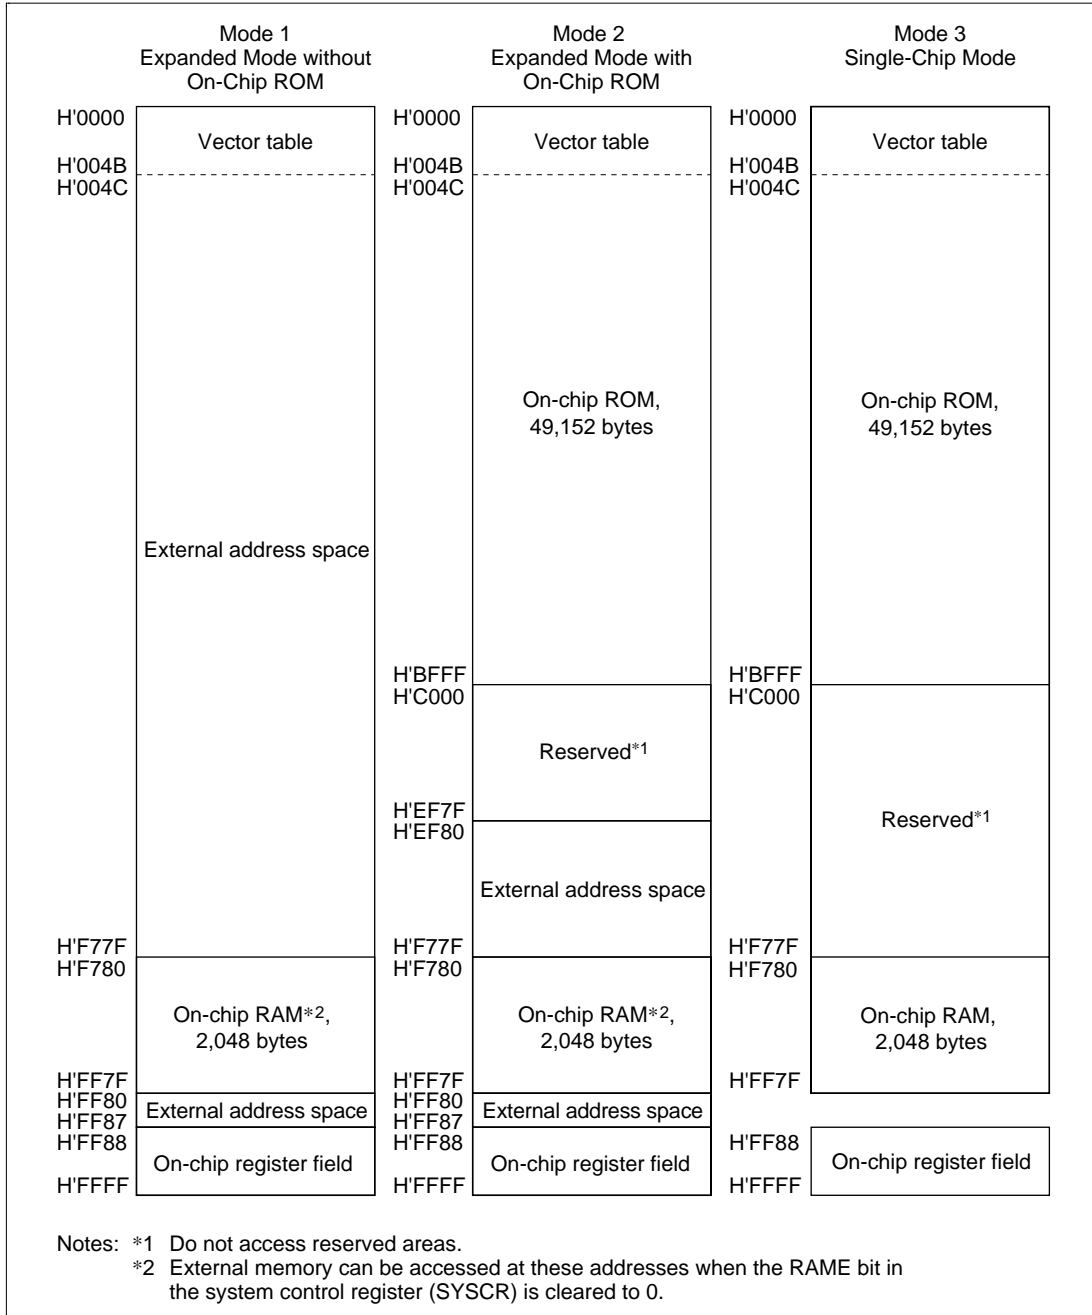 Mode 1
Expanded Mode without
On-Chip ROM
Mode 2
Expanded Mode with
On-Chip ROM
Mode 3
Single-Chip Mode
H'0000
Vector table
H'004B
H'004C
External address space
H'F77F
H'F780
On-chip RAM*2,
2,048 bytes
H'FF7F
H'FF80
External address space
H'FF87
H'FF88
On-chip register field
H'FFFF
H'0000
Vector table
H'004B
H'004C
On-chip ROM,
49,152 bytes
H'BFFF
H'C000
Reserved*1
H'EF7F
H'EF80
External address space
H'F77F
H'F780
On-chip RAM*2,
2,048 bytes
H'FF7F
H'FF80
External address space
H'FF87
H'FF88
On-chip register field
H'FFFF
H'0000
Vector table
H'004B
H'004C
On-chip ROM,
49,152 bytes
H'BFFF
H'C000
Reserved*1
H'F77F
H'F780
On-chip RAM,
2,048 bytes
H'FF7F
H'FF88
On-chip register field
H'FFFF
Notes: *1 Do not access reserved areas.
*2 External memory can be accessed at these addresses when the RAME bit in
the system control register (SYSCR) is cleared to 0.